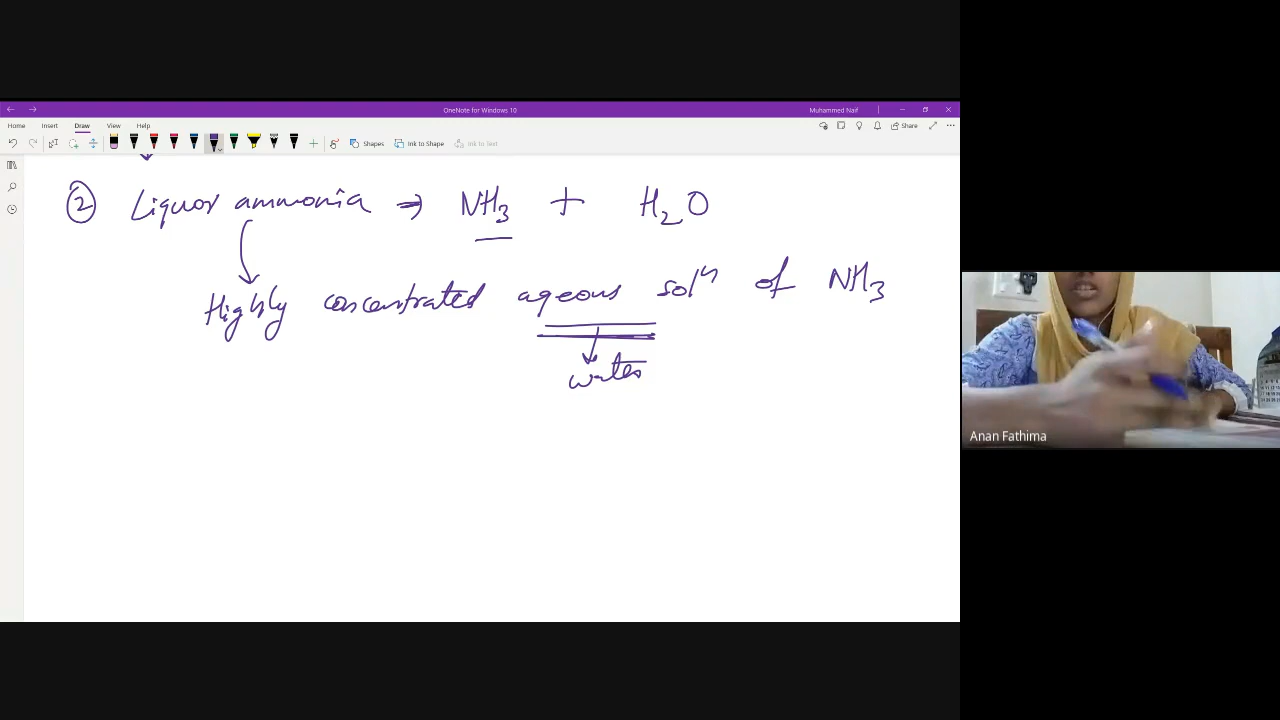 OneNote for Windows 10
Muhammed Naif
Home Insert Draw View Help
Share
Shapes Ink to Shape Ink to Text
② Liquor ammonia → NH₃ + H₂O
Highly concentrated aqeous solⁿ of NH₃
water
Anan Fathima